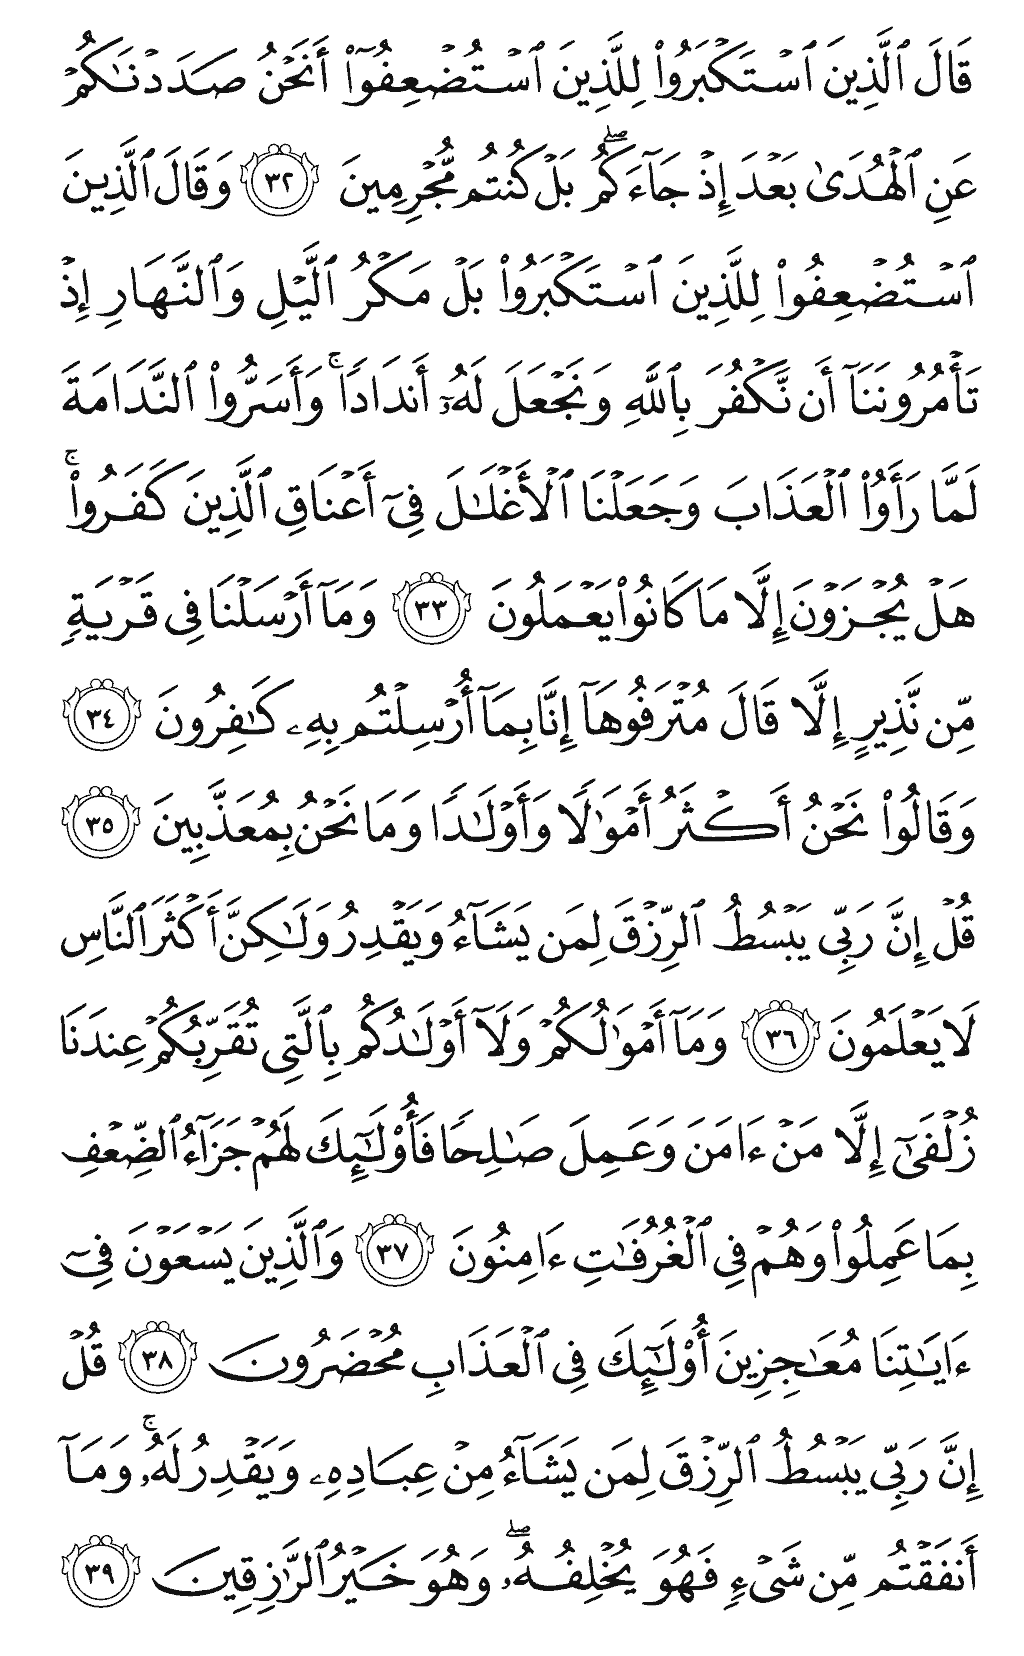 قَالَ ٱلَّذِينَ ٱسۡتَكۡبَرُواْ لِلَّذِينَ ٱسۡتُضۡعِفُوٓاْ أَنَحۡنُ صَدَدۡنَٰكُمۡ
عَنِ ٱلۡهُدَىٰ بَعۡدَ إِذۡ جَآءَكُمۖ بَلۡ كُنتُم مُّجۡرِمِينَ ٣٢ وَقَالَ ٱلَّذِينَ
ٱسۡتُضۡعِفُواْ لِلَّذِينَ ٱسۡتَكۡبَرُواْ بَلۡ مَكۡرُ ٱلَّيۡلِ وَٱلنَّهَارِ إِذۡ
تَأۡمُرُونَنَآ أَن نَّكۡفُرَ بِٱللَّهِ وَنَجۡعَلَ لَهُۥٓ أَندَادٗاۚ وَأَسَرُّواْ ٱلنَّدَامَةَ
لَمَّا رَأَوُاْ ٱلۡعَذَابَ وَجَعَلۡنَا ٱلۡأَغۡلَٰلَ فِيٓ أَعۡنَاقِ ٱلَّذِينَ كَفَرُواْۚ
هَلۡ يُجۡزَوۡنَ إِلَّا مَا كَانُواْ يَعۡمَلُونَ ٣٣ وَمَآ أَرۡسَلۡنَا فِي قَرۡيَةٖ
مِّن نَّذِيرٍ إِلَّا قَالَ مُتۡرَفُوهَآ إِنَّا بِمَآ أُرۡسِلۡتُم بِهِۦ كَٰفِرُونَ ٣٤
وَقَالُواْ نَحۡنُ أَكۡثَرُ أَمۡوَٰلٗا وَأَوۡلَٰدٗا وَمَا نَحۡنُ بِمُعَذَّبِينَ ٣٥
قُلۡ إِنَّ رَبِّي يَبۡسُطُ ٱلرِّزۡقَ لِمَن يَشَآءُ وَيَقۡدِرُ وَلَٰكِنَّ أَكۡثَرَ ٱلنَّاسِ
لَا يَعۡلَمُونَ ٣٦ وَمَآ أَمۡوَٰلُكُمۡ وَلَآ أَوۡلَٰدُكُم بِٱلَّتِي تُقَرِّبُكُمۡ عِندَنَا
زُلۡفَىٰٓ إِلَّا مَنۡ ءَامَنَ وَعَمِلَ صَٰلِحٗا فَأُوْلَٰٓئِكَ لَهُمۡ جَزَآءُ ٱلضِّعۡفِ
بِمَا عَمِلُواْ وَهُمۡ فِي ٱلۡغُرُفَٰتِ ءَامِنُونَ ٣٧ وَٱلَّذِينَ يَسۡعَوۡنَ فِيٓ
ءَايَٰتِنَا مُعَٰجِزِينَ أُوْلَٰٓئِكَ فِي ٱلۡعَذَابِ مُحۡضَرُونَ ٣٨ قُلۡ
إِنَّ رَبِّي يَبۡسُطُ ٱلرِّزۡقَ لِمَن يَشَآءُ مِنۡ عِبَادِهِۦ وَيَقۡدِرُ لَهُۥۚ وَمَآ
أَنفَقۡتُم مِّن شَيۡءٖ فَهُوَ يُخۡلِفُهُۥۖ وَهُوَ خَيۡرُ ٱلرَّٰزِقِينَ ٣٩